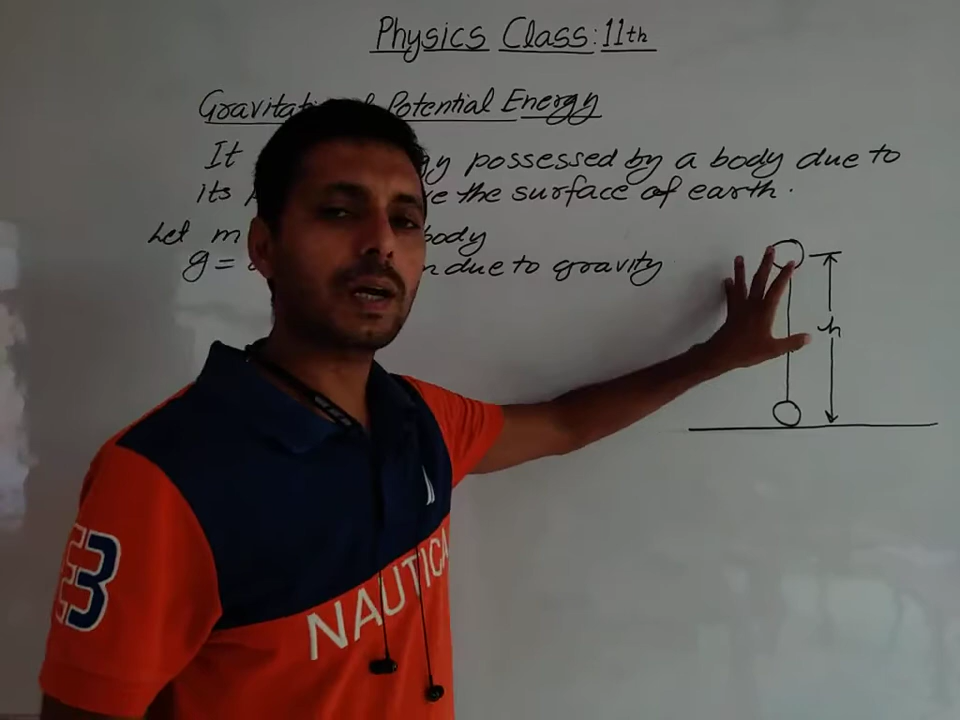 Physics Class: 11th
Potential Energy
It possessed by a body due to
its the surface of earth.
Let m body
g = due to gravity
h
3
NAUTICA